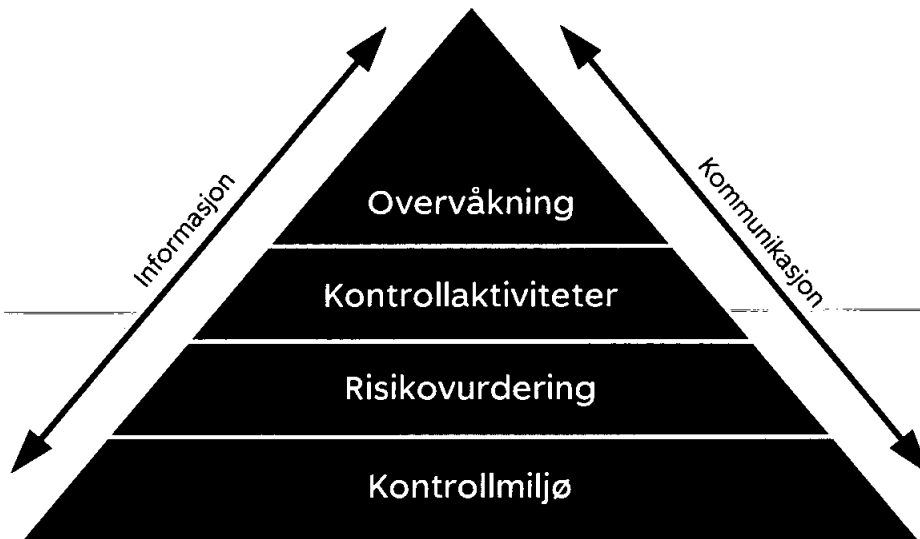 Informasjon
Kommunikasjon
Overvåkning
Kontrollaktiviteter
Risikovurdering
Kontrollmiljø